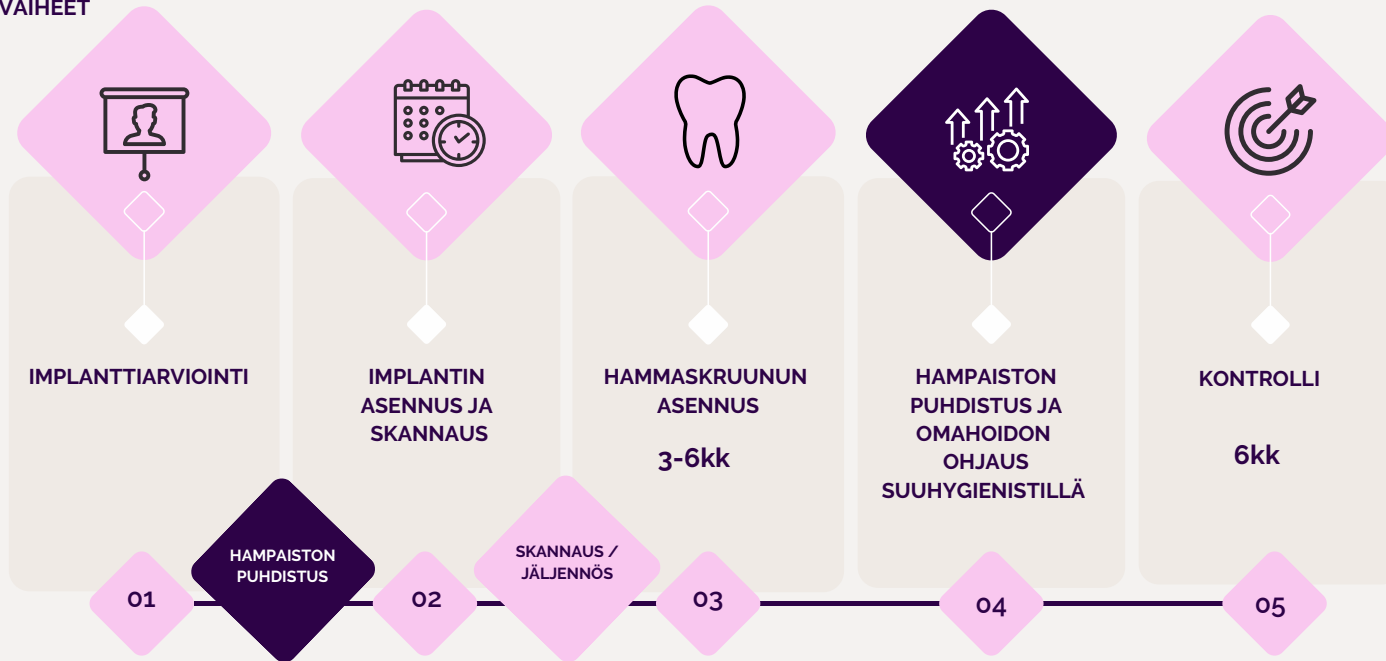 VAIHEET
IMPLANTTIARVIOINTI
IMPLANTIN
ASENNUS JA
SKANNAUS
HAMMASKRUUNUN
ASENNUS
3-6kk
HAMPAISTON
PUHDISTUS JA
OMAHOIDON
OHJAUS
SUUHYGIENISTILLÄ
KONTROLLI
6kk
HAMPAISTON
PUHDISTUS
SKANNAUS /
JÄLJENNÖS
01
02
03
04
05